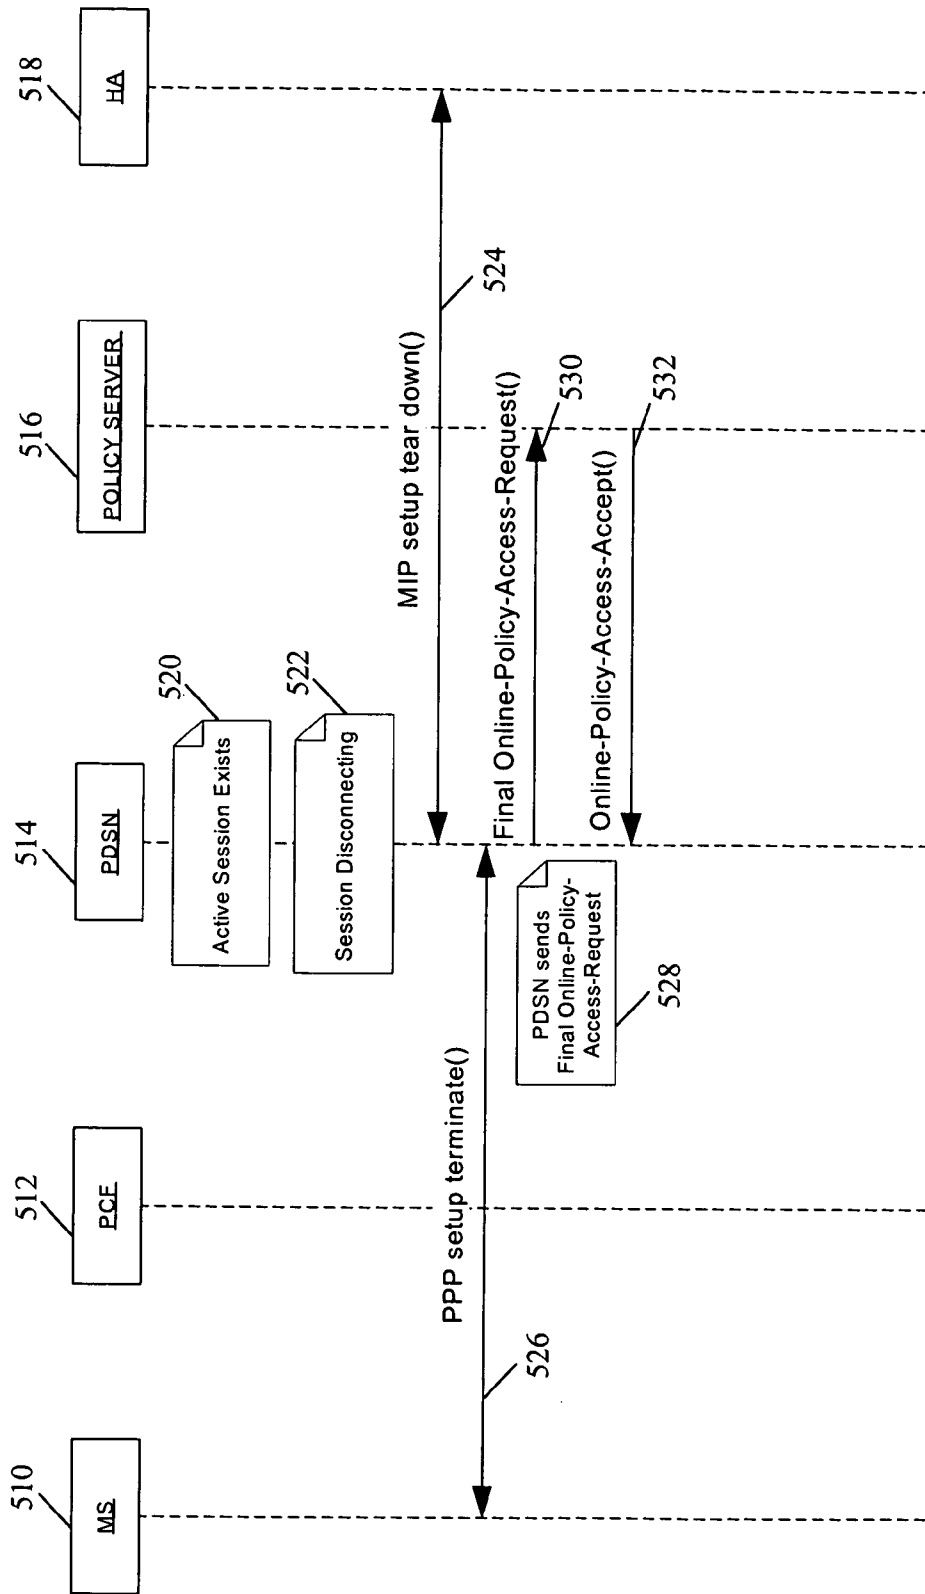 510
MS
512
PCF
514
PDSN
516
POLICY SERVER
518
HA
520
Active Session Exists
522
Session Disconnecting
MIP setup tear down()
524
PPP setup terminate()
526
PDSN sends
Final Online-Policy-
Access-Request
528
Final Online-Policy-Access-Request()
530
Online-Policy-Access-Accept()
532